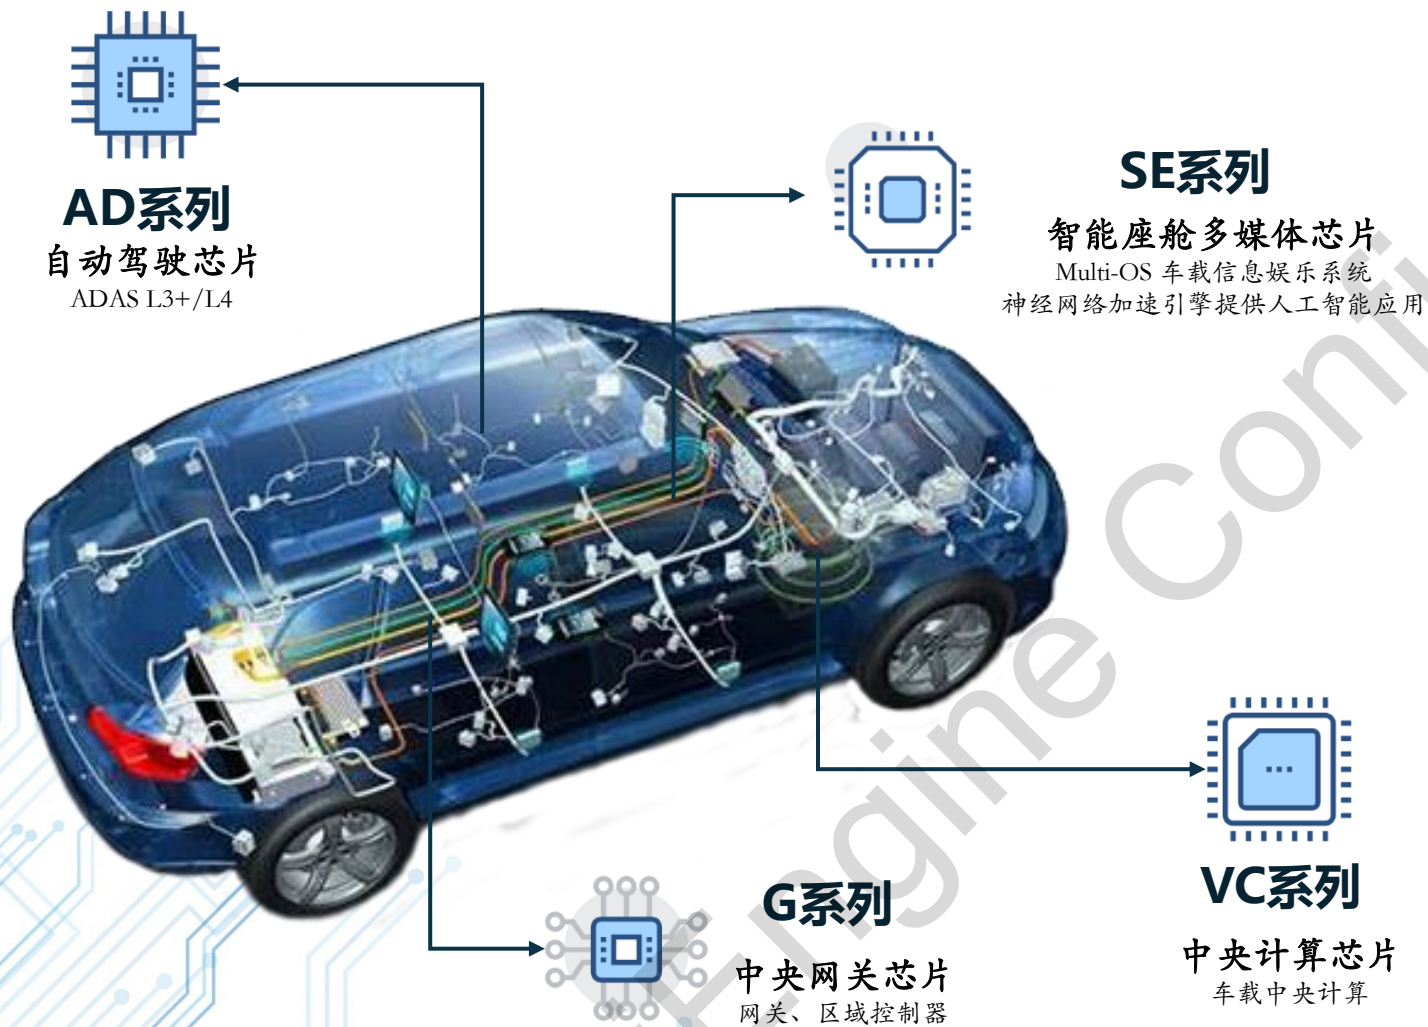 AD系列
自动驾驶芯片
ADAS L3+/L4
SE系列
智能座舱多媒体芯片
Multi-OS 车载信息娱乐系统
神经网络加速引擎提供人工智能应用
G系列
中央网关芯片
网关、区域控制器
VC系列
中央计算芯片
车载中央计算
Engine Confi